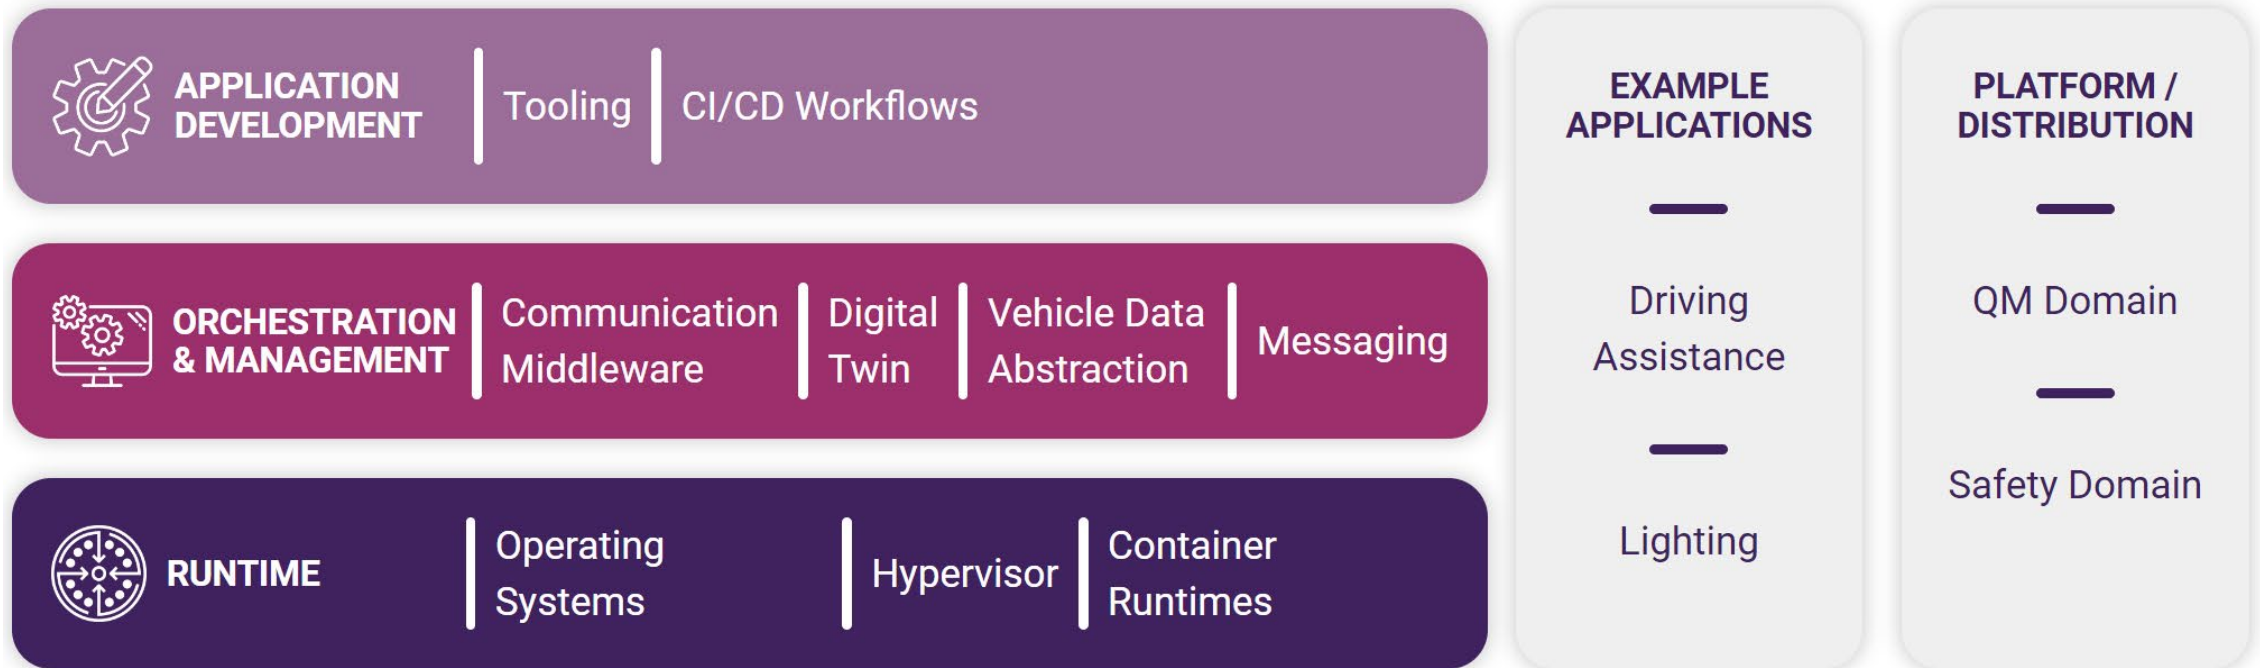 APPLICATION
DEVELOPMENT
Tooling
CI/CD Workflows
ORCHESTRATION
& MANAGEMENT
Communication
Middleware
Digital
Twin
Vehicle Data
Abstraction
Messaging
RUNTIME
Operating
Systems
Hypervisor
Container
Runtimes
EXAMPLE
APPLICATIONS
Driving
Assistance
Lighting
PLATFORM /
DISTRIBUTION
QM Domain
Safety Domain